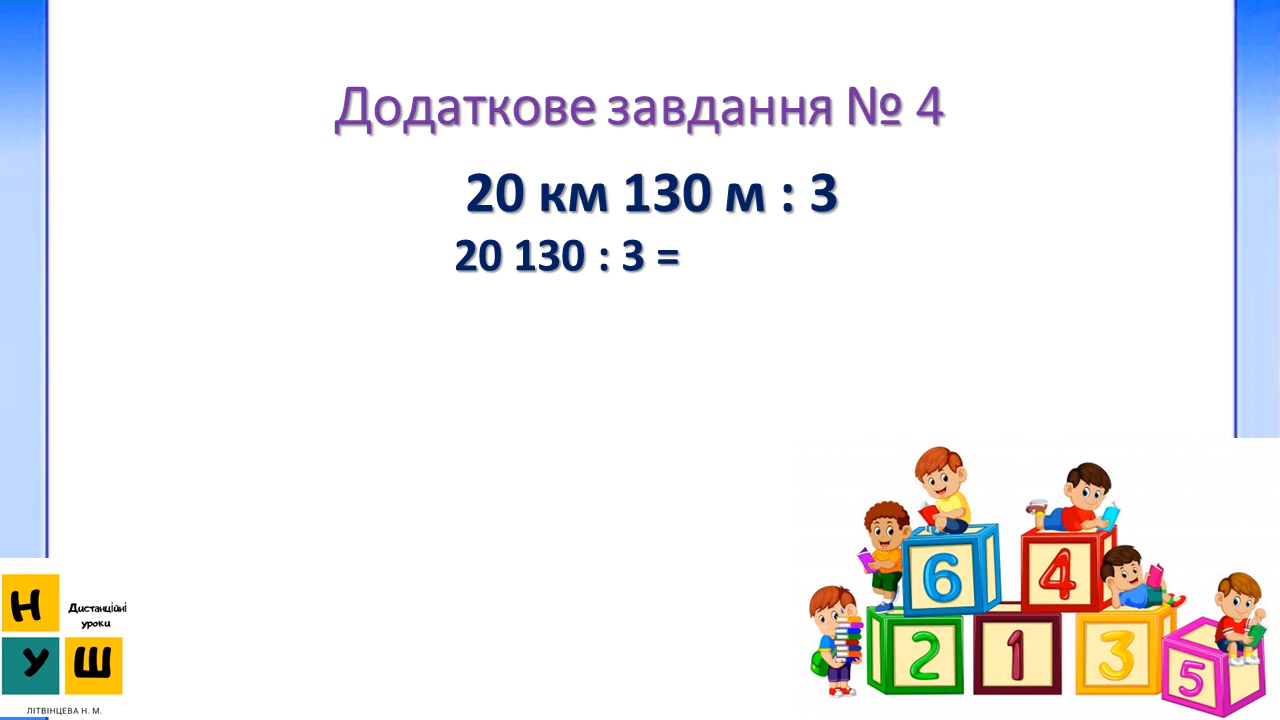 Додаткове завдання № 4
20 км 130 м : 3
20 130 : 3 =
6
4
2
1
3
5
Н
Дистанційні
уроки
У Ш
ЛІТВІНЦЕВА Н. М.